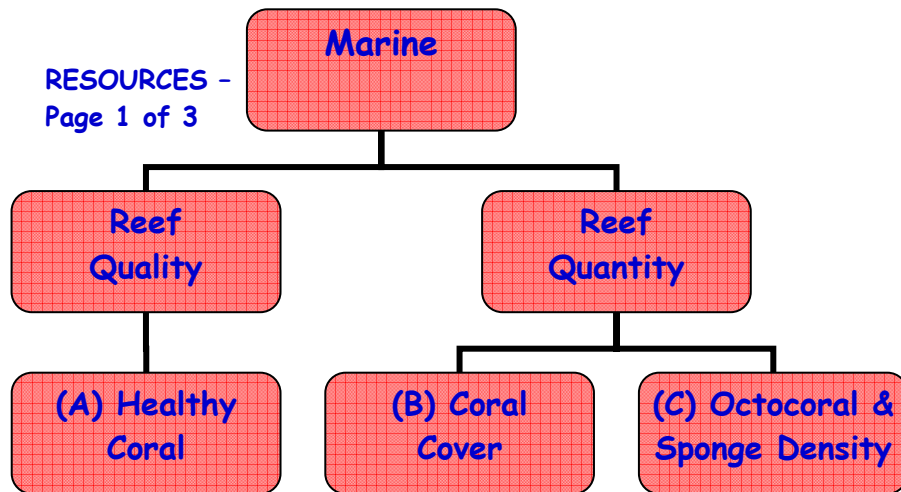 Marine
RESOURCES –
Page 1 of 3
Reef
Quality
Reef
Quantity
(A) Healthy
Coral
(B) Coral
Cover
(C) Octocoral &
Sponge Density